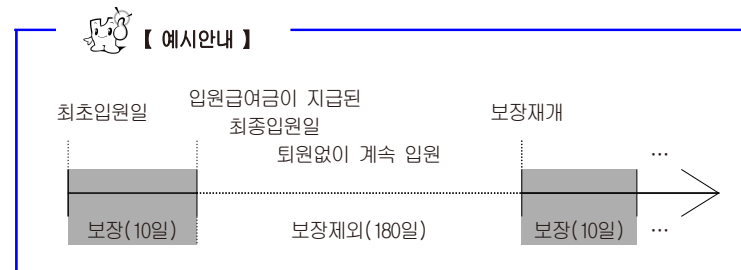 【 예시안내 】
최초입원일
입원급여금이 지급된
최종입원일
보장재개
퇴원없이 계속 입원
…
보장(10일)
보장제외(180일)
보장(10일)
…